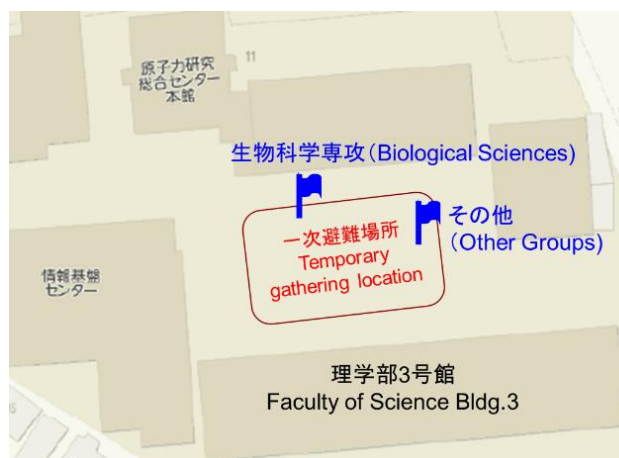 原子力研究
総合センター
本館
11
生物科学専攻（Biological Sciences）
その他
（Other Groups）
一次避難場所
Temporary
gathering location
情報基盤
センター
理学部3号館
Faculty of Science Bldg.3